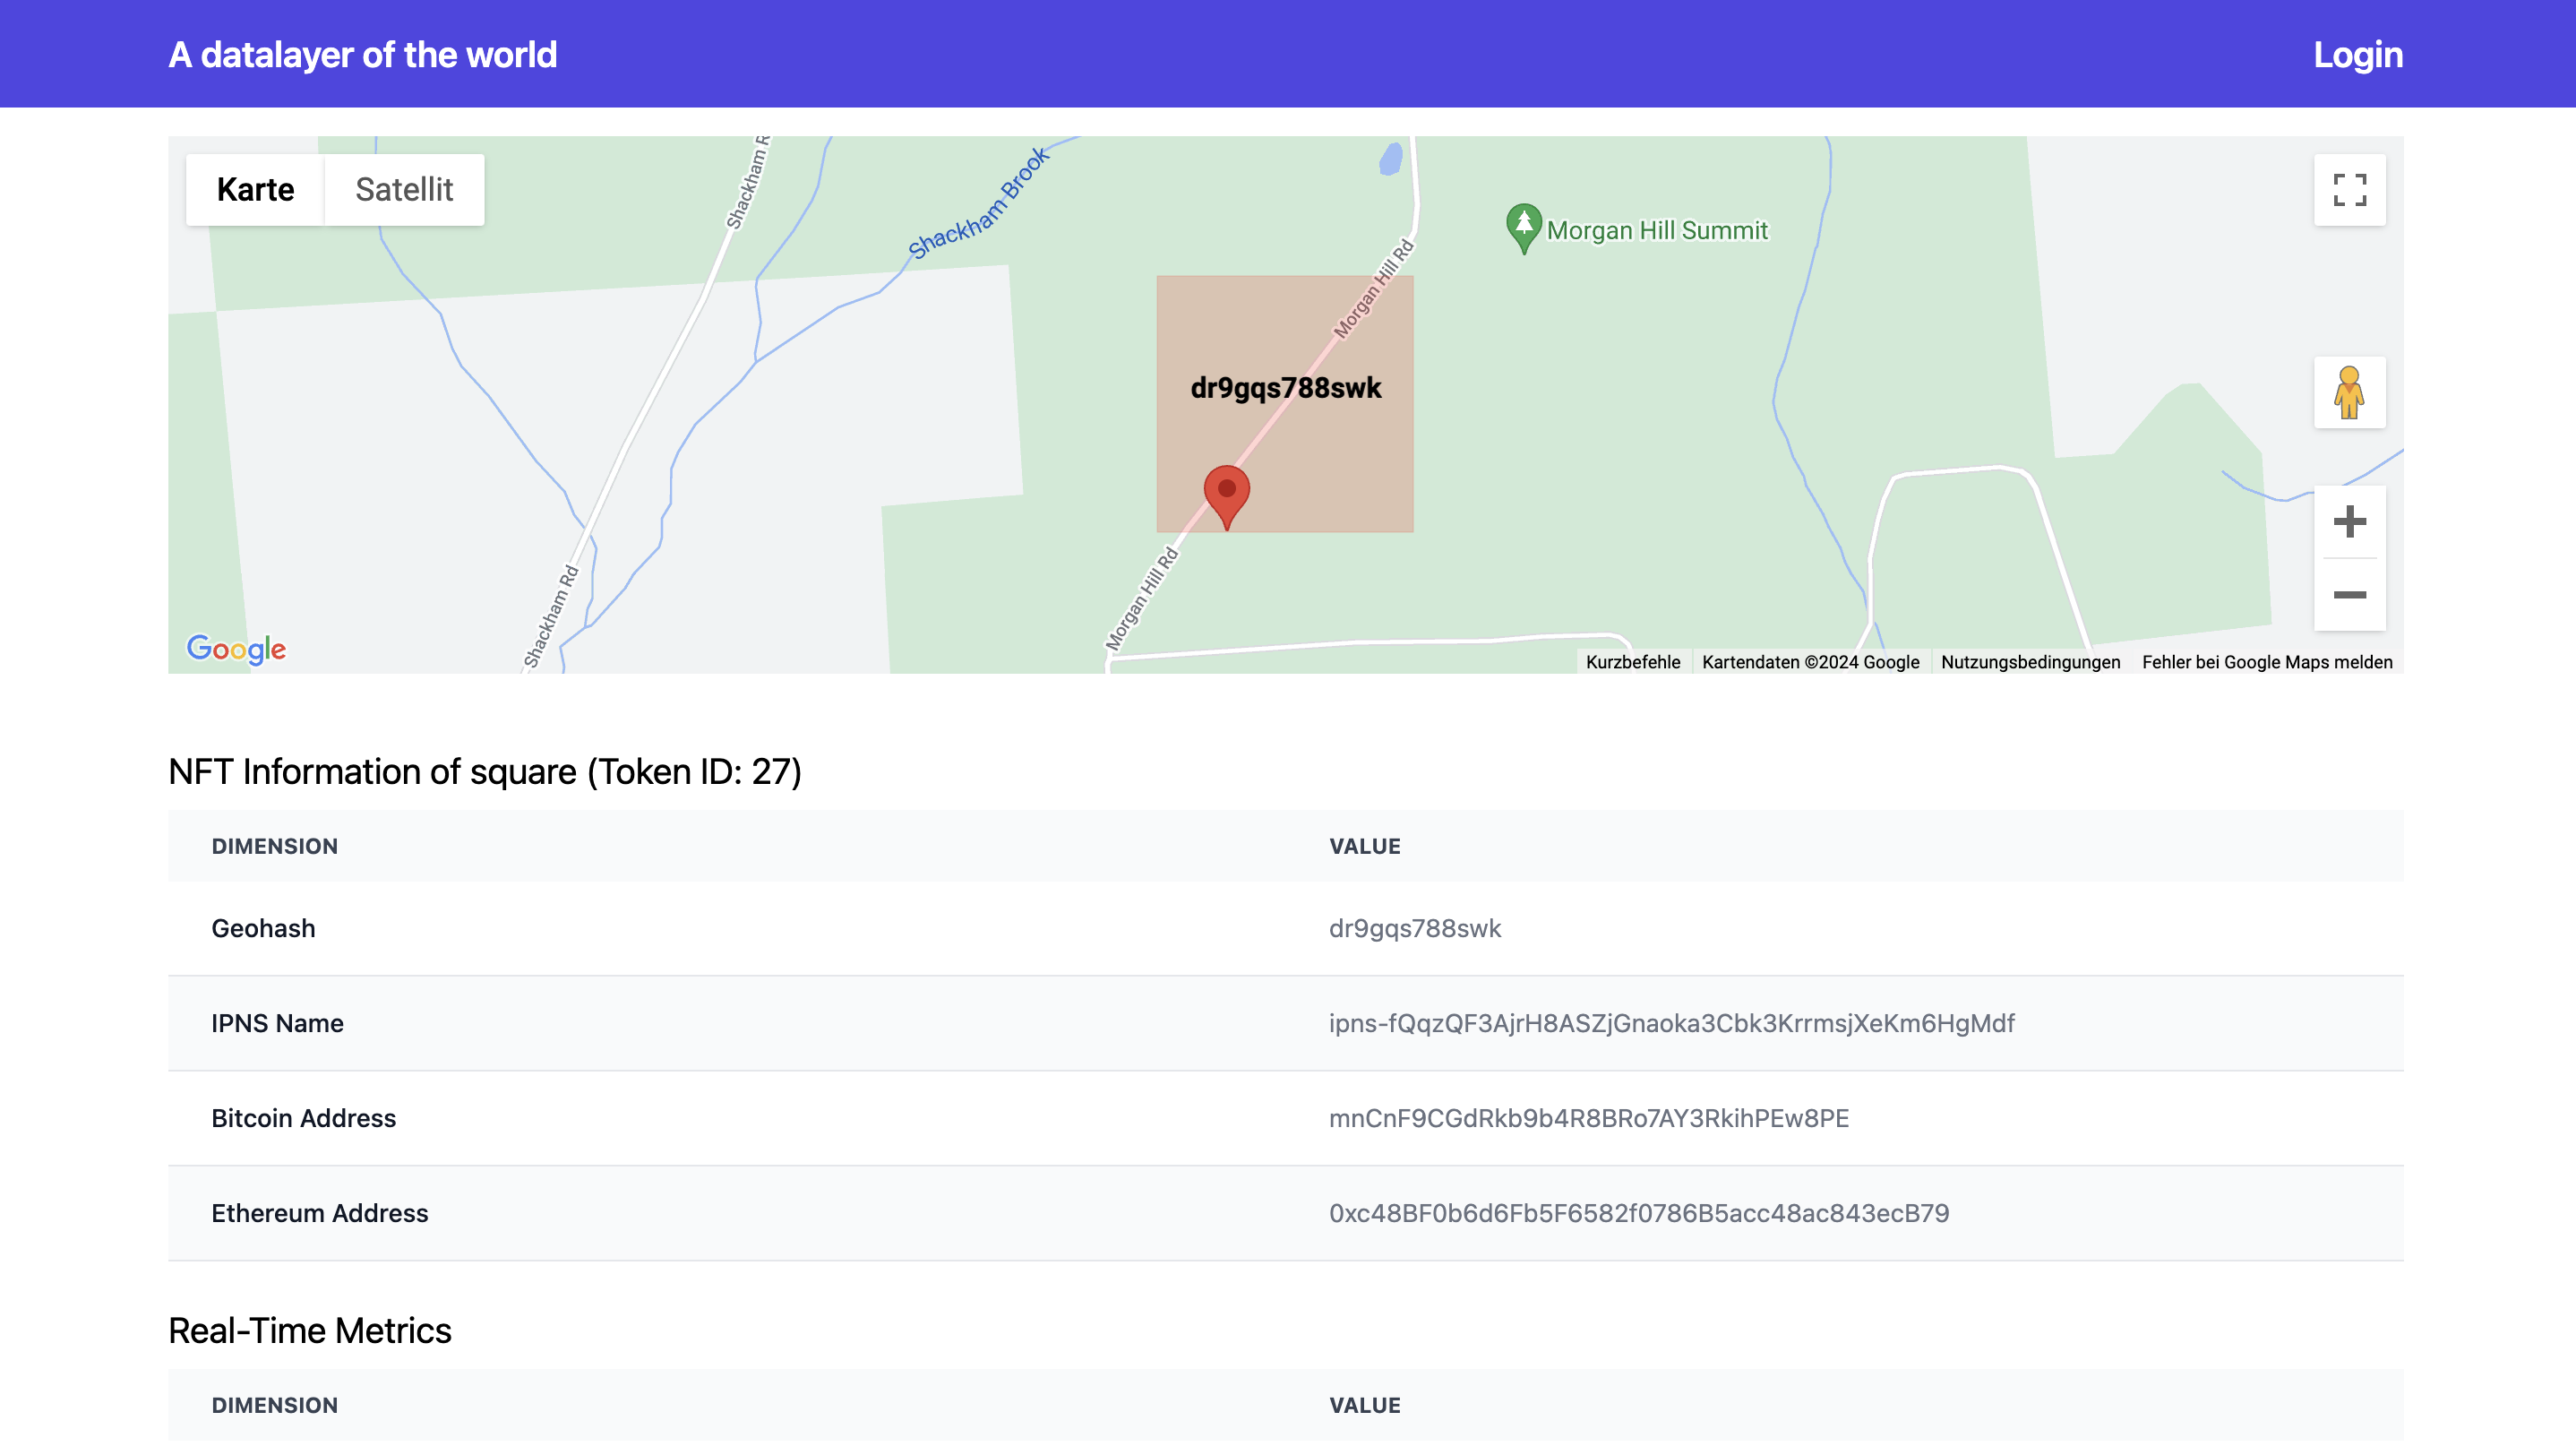 A datalayer of the world
Login
Karte
Satellit
Shackham R
Shackham Brook
Morgan Hill Summit
Morgan Hill Rd
dr9gqs788swk
Morgan Hill Rd
Shackham Rd
Google
Kurzbefehle
Kartendaten ©2024 Google
Nutzungsbedingungen
Fehler bei Google Maps melden
NFT Information of square (Token ID: 27)
DIMENSION VALUE
Geohash dr9gqs788swk
IPNS Name ipns-fQqzQF3AjrH8ASZjGnaoka3Cbk3KrrmsjXeKm6HgMdf
Bitcoin Address mnCnF9CGdRkb9b4R8BRo7AY3RkihPEw8PE
Ethereum Address 0xc48BF0b6d6Fb5F6582f0786B5acc48ac843ecB79
Real-Time Metrics
DIMENSION VALUE